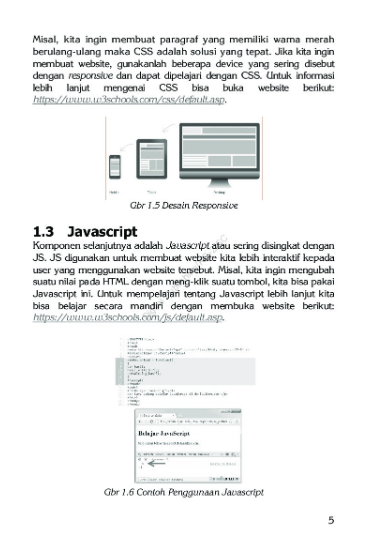 Misal, kita ingin membuat paragraf yang memiliki warna merah
berulang-ulang maka CSS adalah solusi yang tepat. Jika kita ingin
membuat website, gunakanlah beberapa device yang sering disebut
dengan responsive dan dapat dipelajari dengan CSS. Untuk informasi
lebih lanjut mengenai CSS bisa buka website berikut:
https://www.w3schools.com/css/default.asp.
Gbr 1.5 Desain Responsive
1.3 Javascript
Komponen selanjutnya adalah Javascript atau sering disingkat dengan
JS. JS digunakan untuk membuat website kita lebih interaktif kepada
user yang menggunakan website tersebut. Misal, kita ingin mengubah
suatu nilai pada HTML dengan meng-klik suatu tombol, kita bisa pakai
Javascript ini. Untuk mempelajari tentang Javascript lebih lanjut kita
bisa belajar secara mandiri dengan membuka website berikut:
https://www.w3schools.com/js/default.asp.
Belajar JavaScript
Gbr 1.6 Contoh Penggunaan Javascript
5